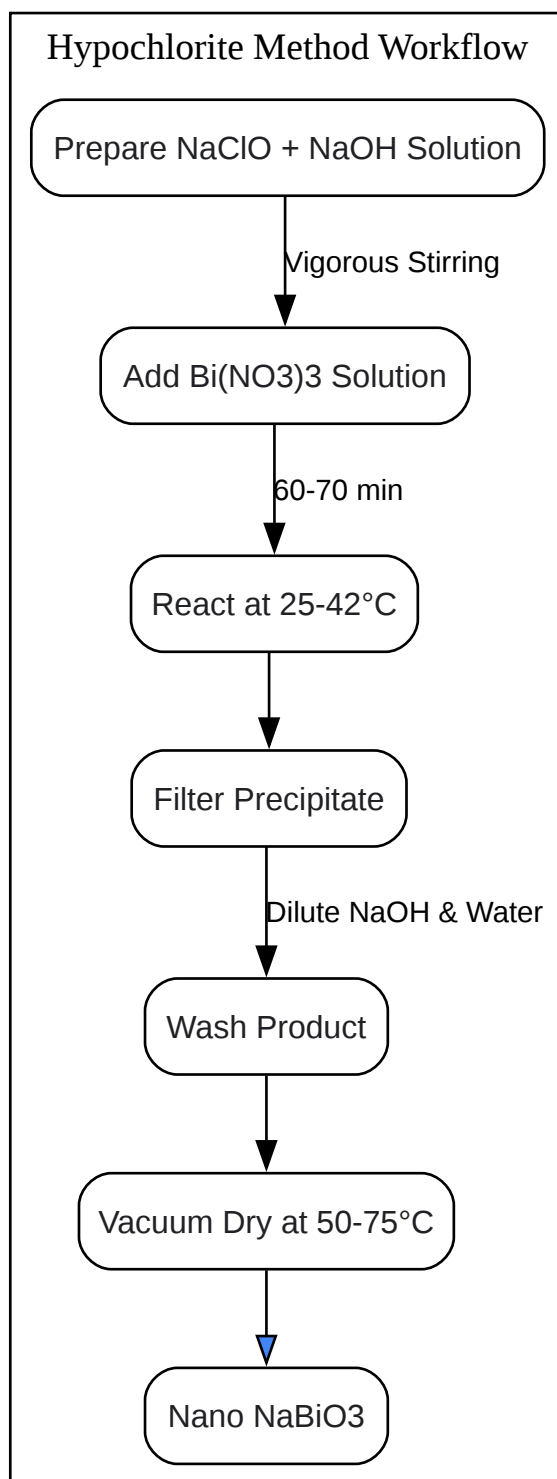 Hypochlorite Method Workflow
Prepare NaClO + NaOH Solution
Vigorous Stirring
Add Bi(NO3)3 Solution
60-70 min
React at 25-42°C
Filter Precipitate
Dilute NaOH & Water
Wash Product
Vacuum Dry at 50-75°C
Nano NaBiO3